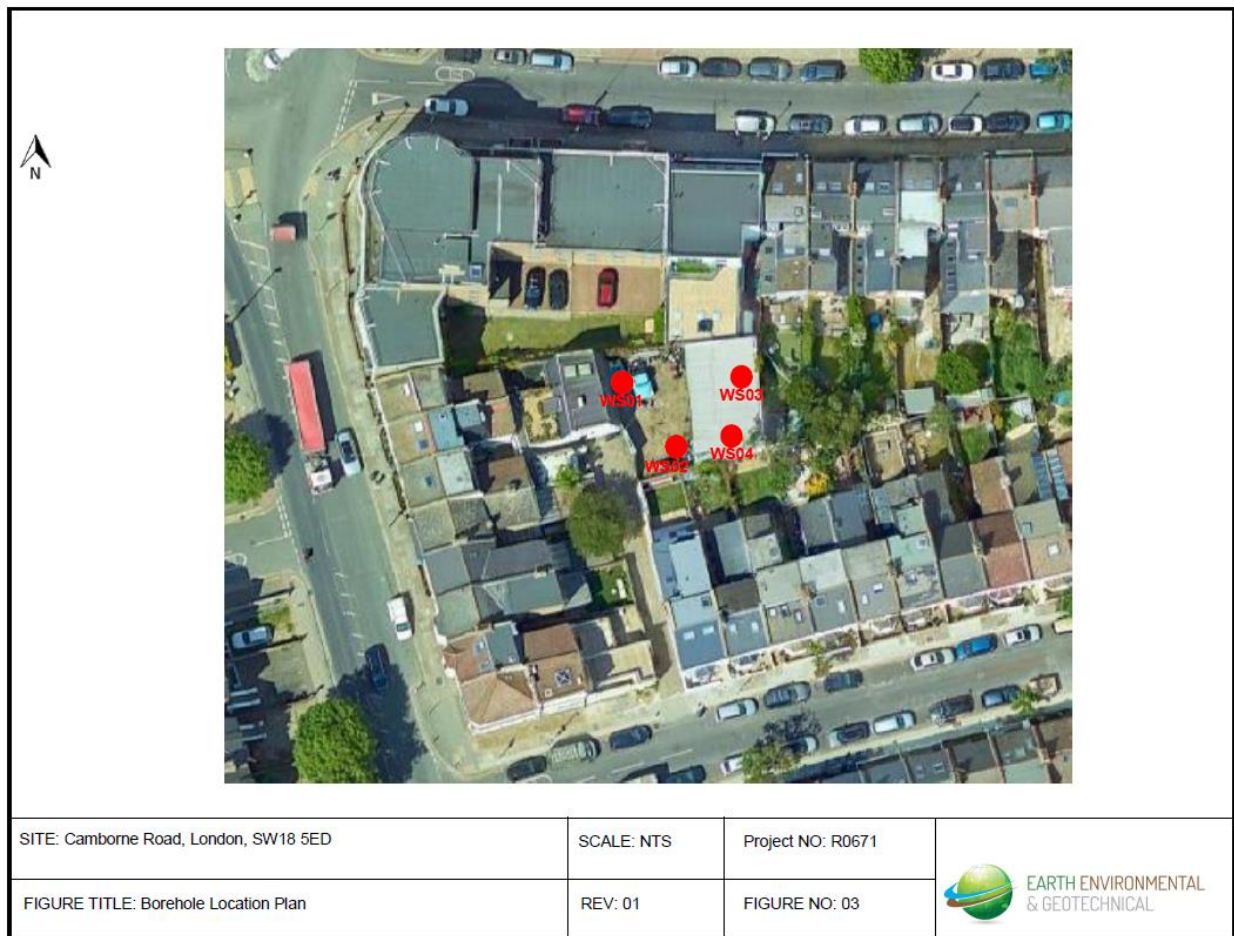 N
WS01
WS03
WS02
WS04
SITE: Camborne Road, London, SW18 5ED
SCALE: NTS
Project NO: R0671
FIGURE TITLE: Borehole Location Plan
REV: 01
FIGURE NO: 03
EARTH ENVIRONMENTAL
& GEOTECHNICAL